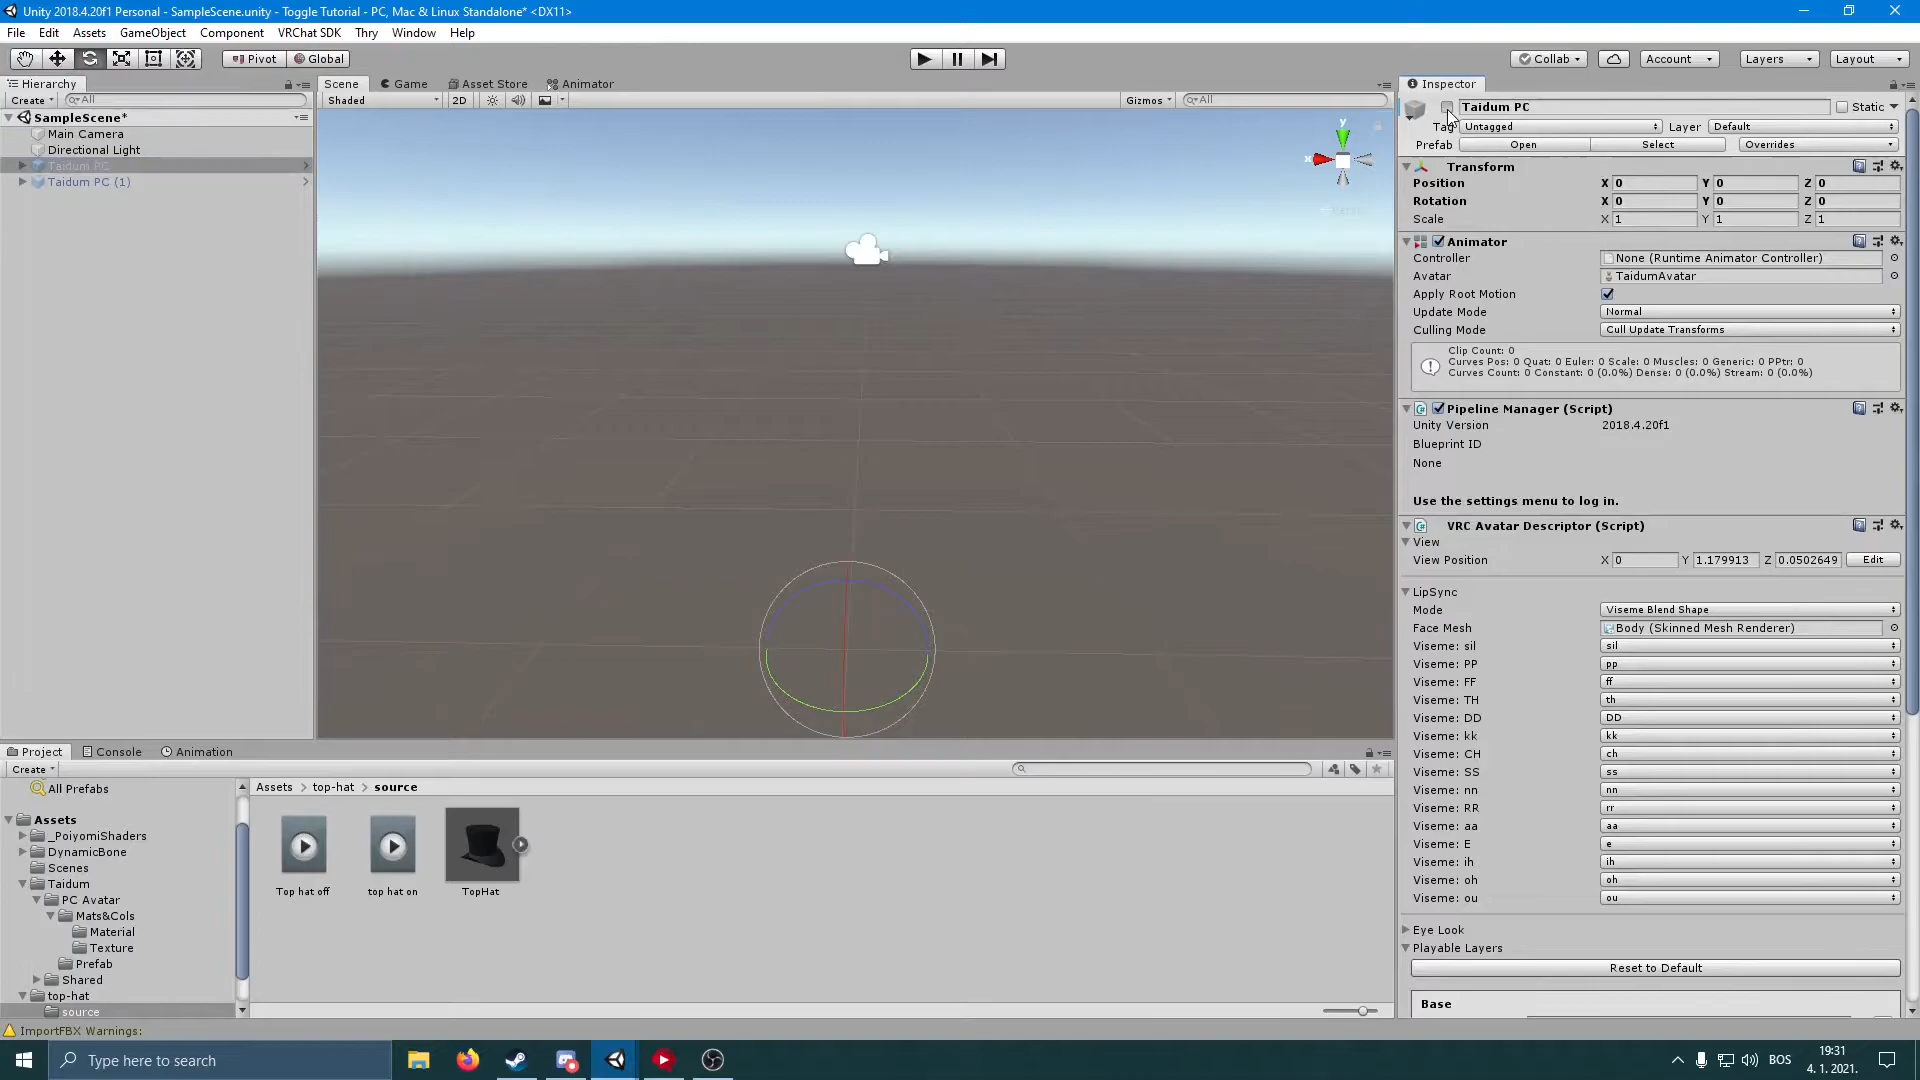 Unity 2018.4.20f1 Personal - SampleScene.unity - Toggle Tutorial - PC, Mac & Linux Standalone* <DX11>
File Edit Assets GameObject Component VRChat SDK Thry Window Help
Pivot Global Collab Account Layers Layout
Hierarchy
Create All
SampleScene*
Main Camera
Directional Light
Taidum PC
Taidum PC (1)
Scene Game Asset Store Animator
Shaded 2D Gizmos All
y
x
Inspector
Taidum PC Static
Tag Untagged Layer Default
Prefab Open Select Overrides
Transform
Position X 0 Y 0 Z 0
Rotation X 0 Y 0 Z 0
Scale X 1 Y 1 Z 1
Animator
Controller None (Runtime Animator Controller)
Avatar TaidumAvatar
Apply Root Motion
Update Mode Normal
Culling Mode Cull Update Transforms
Clip Count: 0
Curves Pos: 0 Quat: 0 Euler: 0 Scale: 0 Muscles: 0 Generic: 0 PPtr: 0
Curves Count: 0 Constant: 0 (0.0%) Dense: 0 (0.0%) Stream: 0 (0.0%)
Pipeline Manager (Script)
Unity Version 2018.4.20f1
Blueprint ID
None
Use the settings menu to log in.
VRC Avatar Descriptor (Script)
View
View Position X 0 Y 1.179913 Z 0.0502649 Edit
LipSync
Mode Viseme Blend Shape
Face Mesh Body (Skinned Mesh Renderer)
Viseme: sil sil
Viseme: PP pp
Viseme: FF ff
Viseme: TH th
Viseme: DD DD
Viseme: kk kk
Viseme: CH ch
Viseme: SS ss
Viseme: nn nn
Viseme: RR rr
Viseme: aa aa
Viseme: E e
Viseme: ih ih
Viseme: oh oh
Viseme: ou ou
Eye Look
Playable Layers
Reset to Default
Base
Project Console Animation
Create
All Prefabs
Assets
_PoiyomiShaders
DynamicBone
Scenes
Taidum
PC Avatar
Mats&Cols
Material
Texture
Prefab
Shared
top-hat
source
Assets > top-hat > source
Top hat off top hat on TopHat
ImportFBX Warnings:
Type here to search
BOS
19:31
4. 1. 2021.